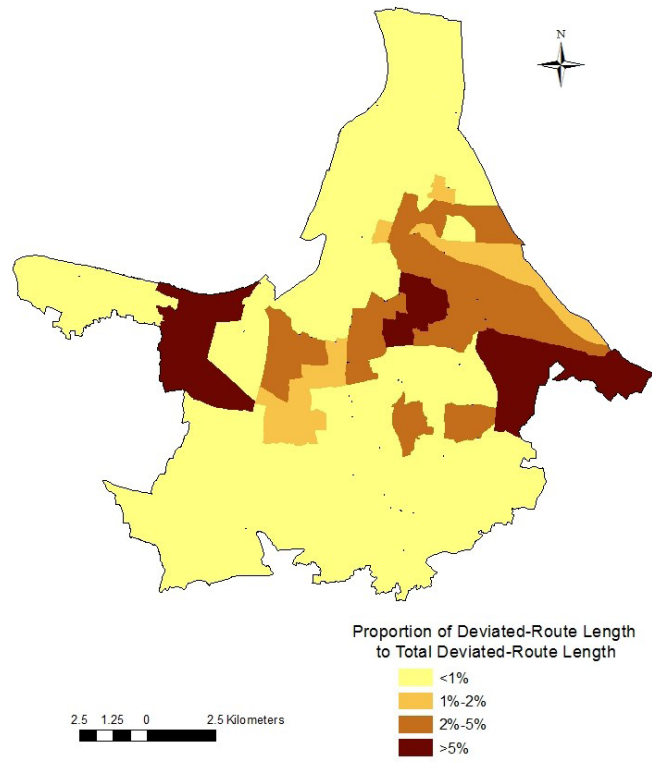 N
Proportion of Deviated-Route Length
to Total Deviated-Route Length
<1%
1%-2%
2%-5%
>5%
2.5 1.25 0 2.5 Kilometers